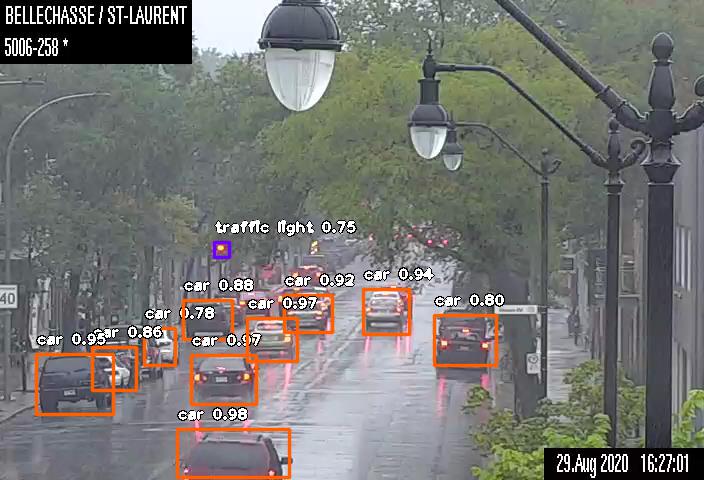 BELLECHASSE / ST-LAURENT
5006-258 *
traffic light 0.75
car 0.88
car 0.92
car 0.94
car 0.78
car 0.97
car 0.80
car 0.95
car 0.86
car 0.97
car 0.98
40
29.Aug 2020 16:27:01